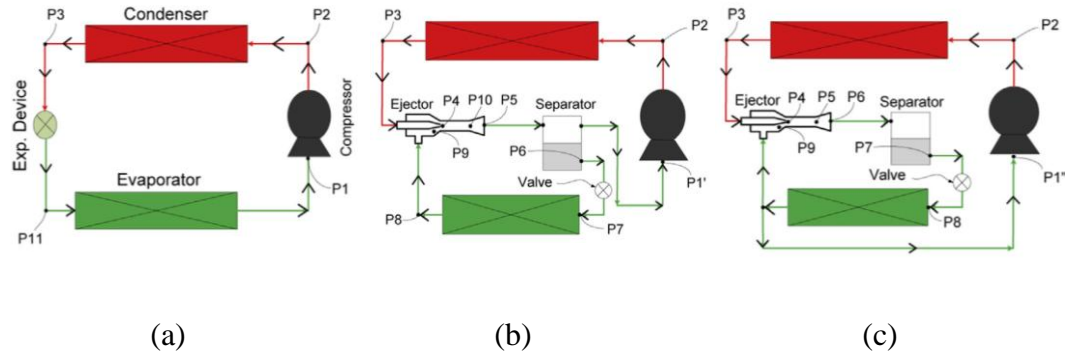 P3
Condenser
P2
Exp. Device
Compressor
Evaporator
P1
P11
P3
P2
Ejector
P4
P10
P5
Separator
P9
P6
Valve
P1'
P8
P7
P3
P2
Ejector
P4
P5
P6
Separator
P9
P7
Valve
P1"
P8
(a)
(b)
(c)